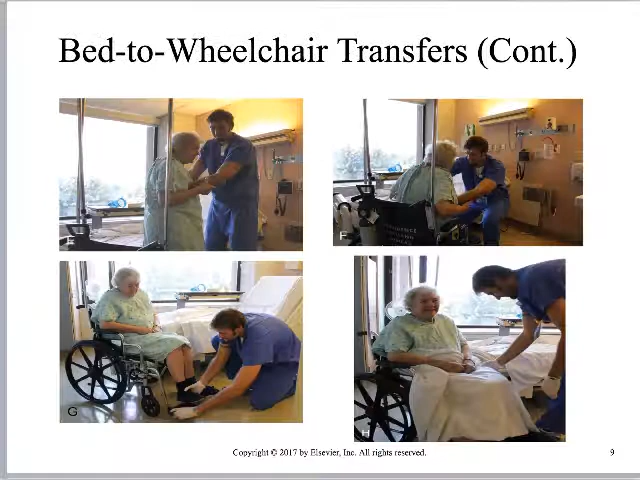 Bed-to-Wheelchair Transfers (Cont.)
F
G
H
Copyright © 2017 by Elsevier, Inc. All rights reserved.
9